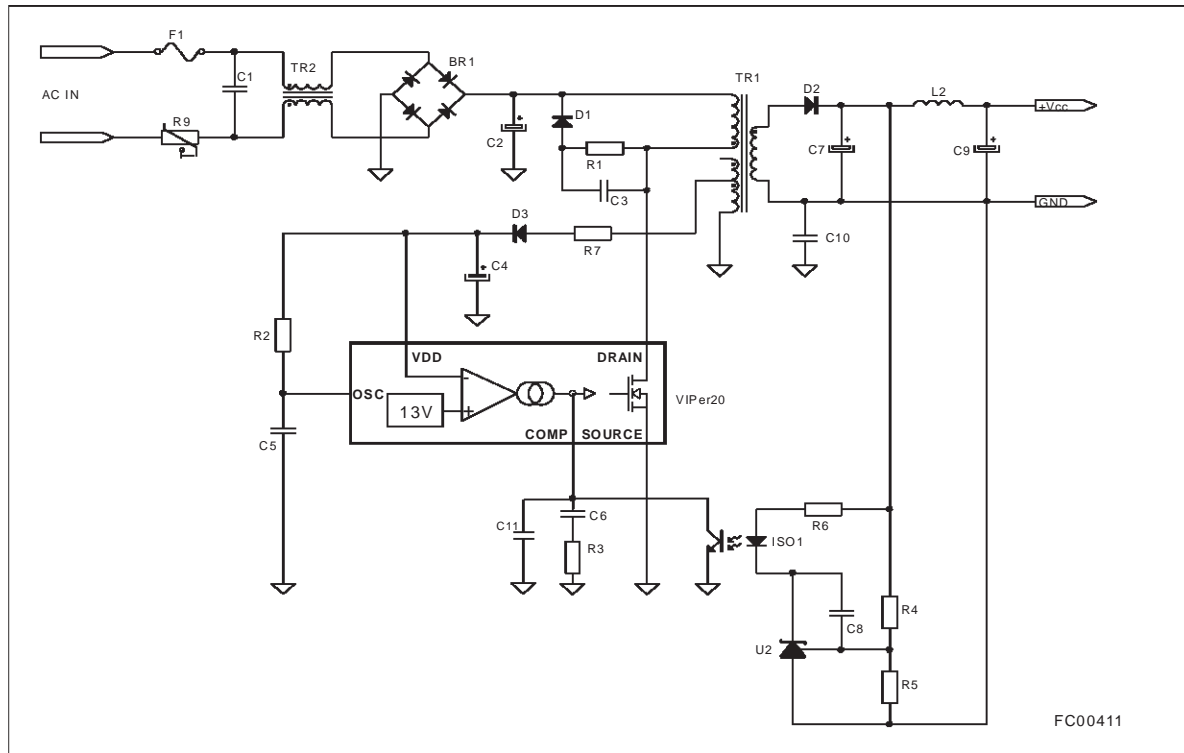 F1
BR1
TR2
C1
TR1
D2
L2
AC IN
+Vcc
D1
R9
C2
+
R1
C7
+
C9
+
C3
GND
D3
R7
C10
C4
+
R2
VDD
DRAIN
OSC
-
+
13V
VIPer20
COMP
SOURCE
C5
C11
C6
R6
ISO1
R3
R4
C8
U2
R5
FC00411